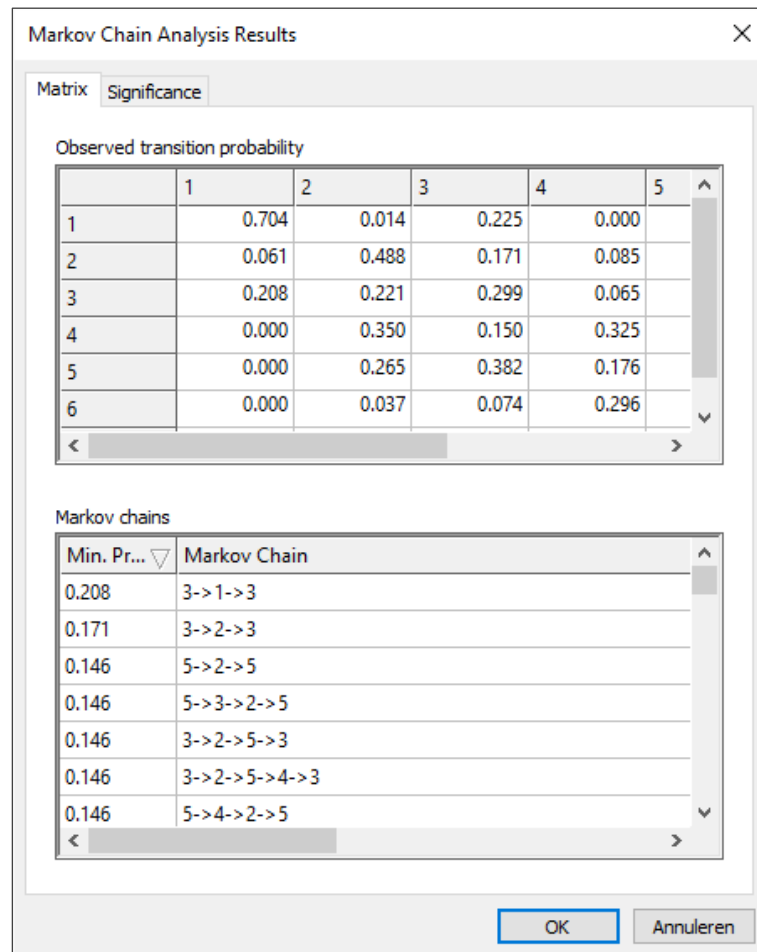 Markov Chain Analysis Results
Matrix Significance
Observed transition probability
1 2 3 4 5
1 0.704 0.014 0.225 0.000
2 0.061 0.488 0.171 0.085
3 0.208 0.221 0.299 0.065
4 0.000 0.350 0.150 0.325
5 0.000 0.265 0.382 0.176
6 0.000 0.037 0.074 0.296
Markov chains
Min. Pr... Markov Chain
0.208 3->1->3
0.171 3->2->3
0.146 5->2->5
0.146 5->3->2->5
0.146 3->2->5->3
0.146 3->2->5->4->3
0.146 5->4->2->5
OK Annuleren